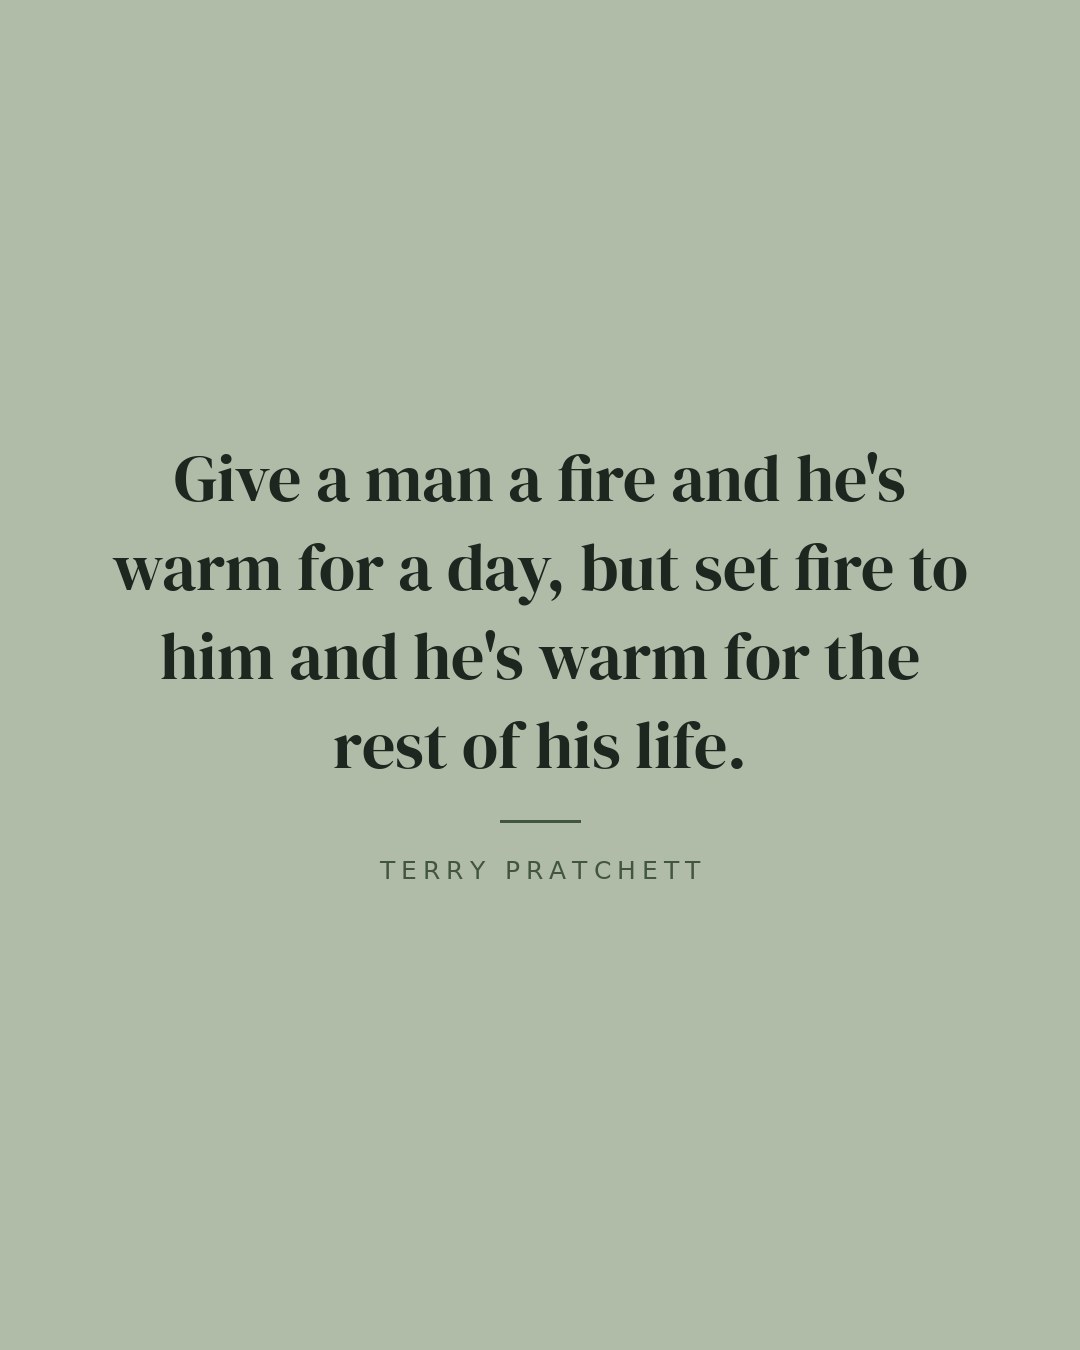 Give a man a fire and he's
warm for a day, but set fire to
him and he's warm for the
rest of his life.
TERRY PRATCHETT